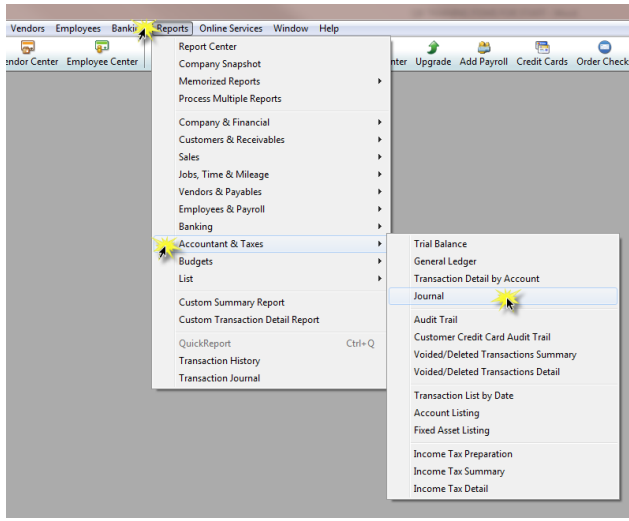 Vendors Employees Reports Online Services Window Help
Center Employee Center Upgrade Add Payroll Credit Cards Order Check
Report Center
Company Snapshot
Memorized Reports
Process Multiple Reports
Company & Financial
Customers & Receivables
Sales
Jobs, Time & Mileage
Vendors & Payables
Employees & Payroll
Banking
Accountant & Taxes
Budgets
List
Custom Summary Report
Custom Transaction Detail Report
QuickReport Ctrl+Q
Transaction History
Transaction Journal
Trial Balance
General Ledger
Transaction Detail by Account
Journal
Audit Trail
Customer Credit Card Audit Trail
Voided/Deleted Transactions Summary
Voided/Deleted Transactions Detail
Transaction List by Date
Account Listing
Fixed Asset Listing
Income Tax Preparation
Income Tax Summary
Income Tax Detail